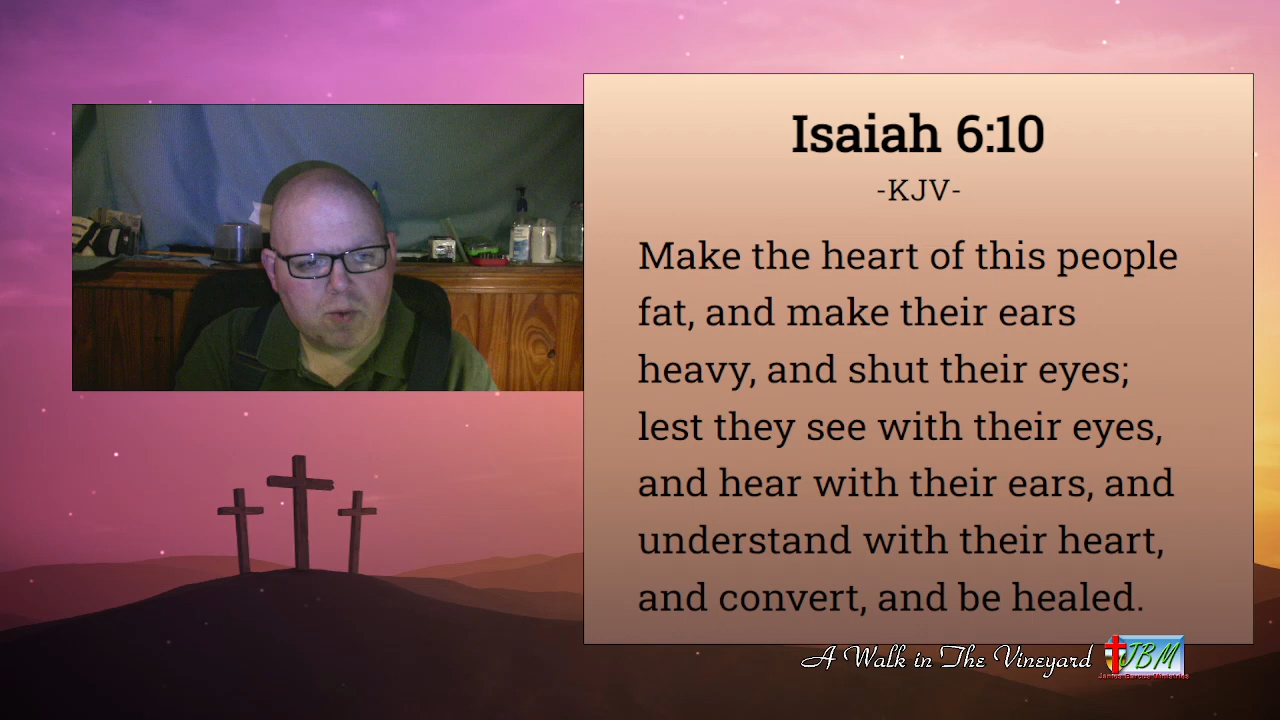 Isaiah 6:10
-KJV-
Make the heart of this people
fat, and make their ears
heavy, and shut their eyes;
lest they see with their eyes,
and hear with their ears, and
understand with their heart,
and convert, and be healed.
A Walk in The Vineyard
JBM
Ministries